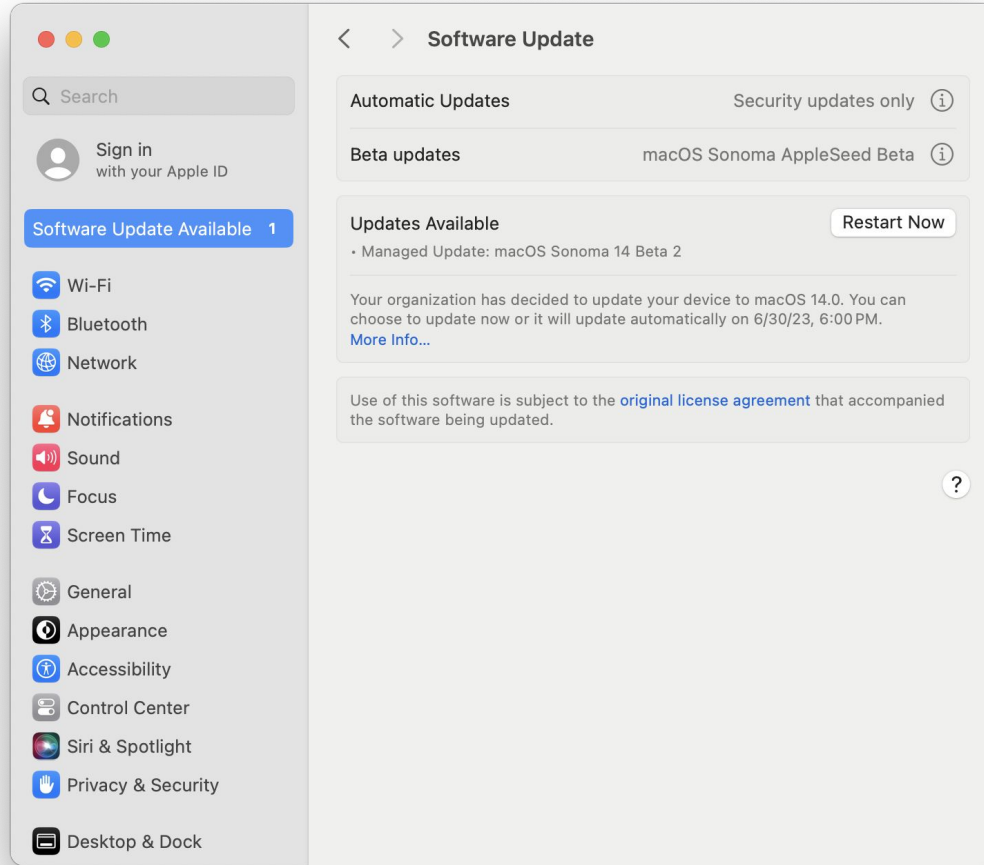 Search
Sign in
with your Apple ID
Software Update Available 1
Wi-Fi
Bluetooth
Network
Notifications
Sound
Focus
Screen Time
General
Appearance
Accessibility
Control Center
Siri & Spotlight
Privacy & Security
Desktop & Dock
Software Update
Automatic Updates Security updates only
Beta updates macOS Sonoma AppleSeed Beta
Updates Available Restart Now
• Managed Update: macOS Sonoma 14 Beta 2
Your organization has decided to update your device to macOS 14.0. You can
choose to update now or it will update automatically on 6/30/23, 6:00 PM.
More Info...
Use of this software is subject to the original license agreement that accompanied
the software being updated.
?